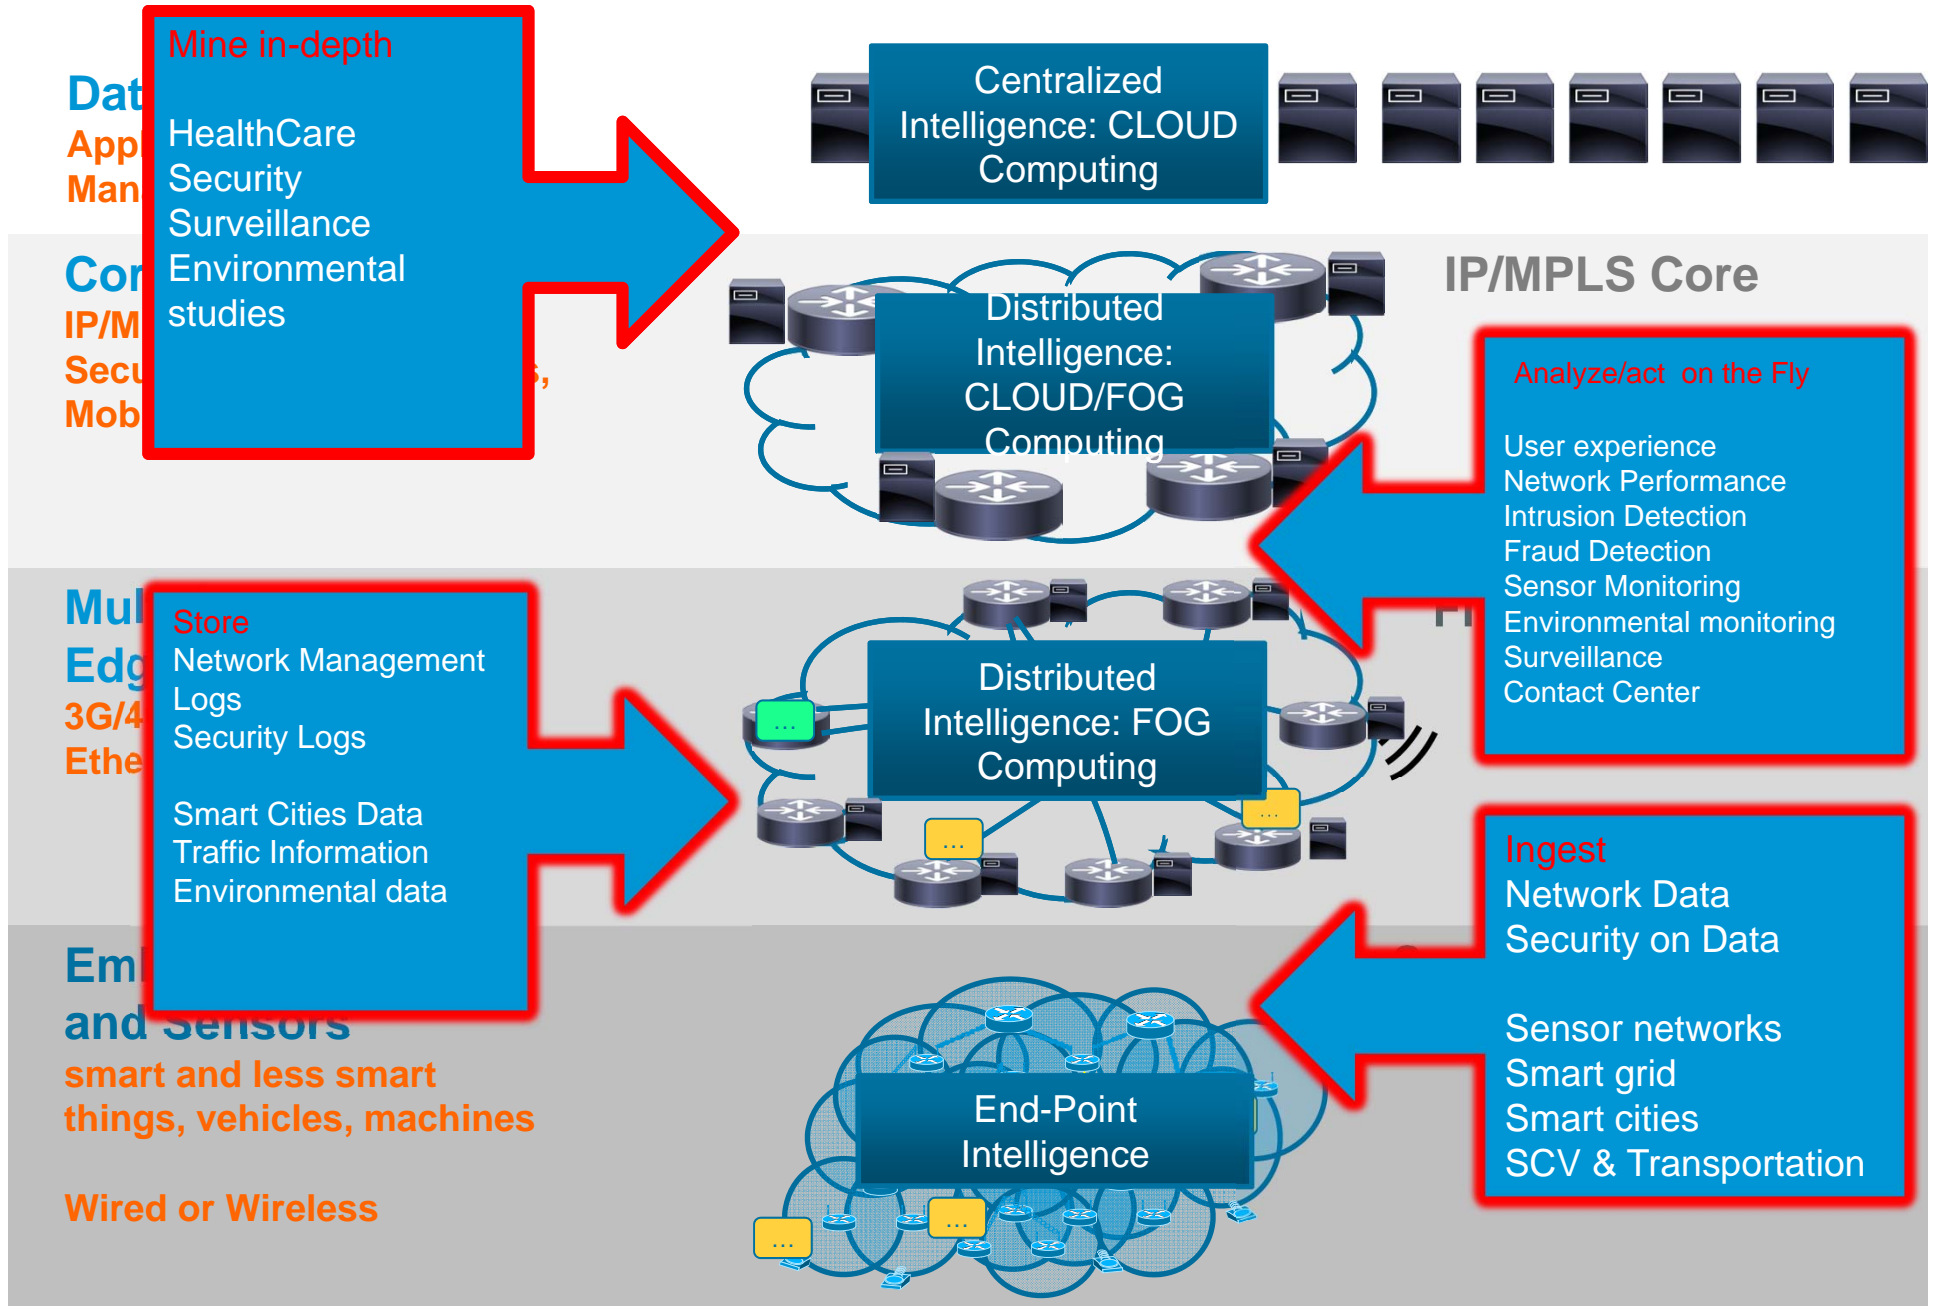 Mine in-depth
HealthCare
Security
Surveillance
Environmental
studies
Centralized
Intelligence: CLOUD
Computing
IP/MPLS Core
Distributed
Intelligence:
CLOUD/FOG
Computing
Analyze/act on the Fly
User experience
Network Performance
Intrusion Detection
Fraud Detection
Sensor Monitoring
Environmental monitoring
Surveillance
Contact Center
Store
Network Management
Logs
Security Logs
Smart Cities Data
Traffic Information
Environmental data
Distributed
Intelligence: FOG
Computing
...
...
...
Ingest
Network Data
Security on Data
Sensor networks
Smart grid
Smart cities
SCV & Transportation
and Sensors
smart and less smart
things, vehicles, machines
Wired or Wireless
End-Point
Intelligence
...
...